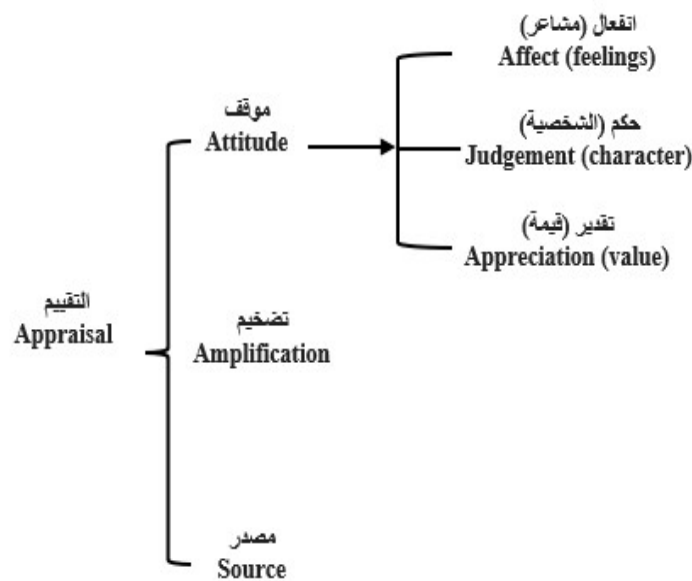 انفعال (مشاعر)
Affect (feelings)
موقف
Attitude
حكم (الشخصية)
Judgement (character)
تقدير (قيمة)
Appreciation (value)
التقييم
Appraisal
تضخيم
Amplification
مصدر
Source